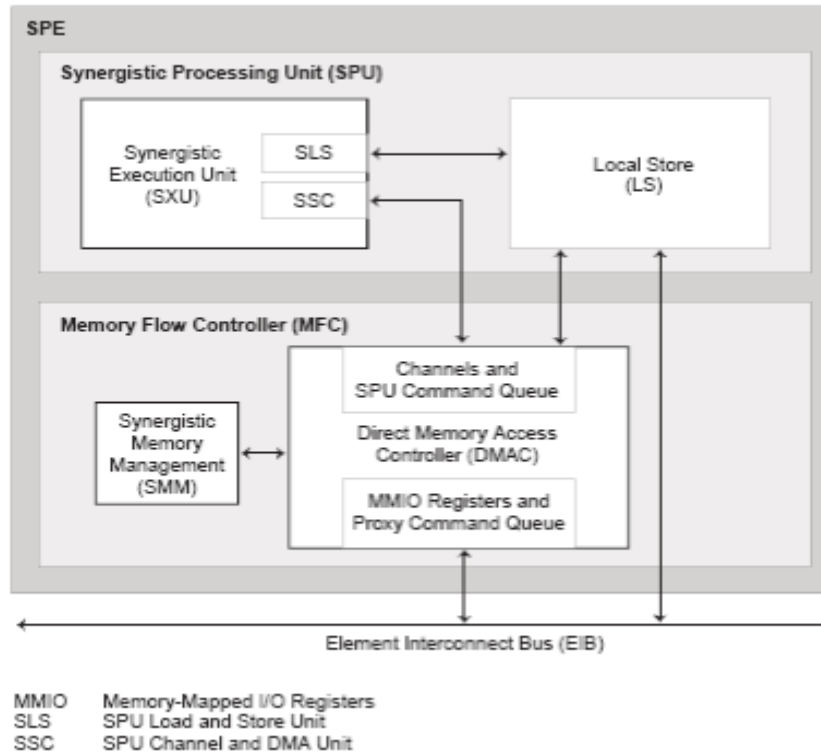 SPE
Synergistic Processing Unit (SPU)
Synergistic
Execution Unit
(SXU)
SLS
SSC
Local Store
(LS)
Memory Flow Controller (MFC)
Synergistic
Memory
Management
(SMM)
Channels and
SPU Command Queue
Direct Memory Access
Controller (DMAC)
MMIO Registers and
Proxy Command Queue
Element Interconnect Bus (EIB)
MMIO Memory-Mapped I/O Registers
SLS SPU Load and Store Unit
SSC SPU Channel and DMA Unit